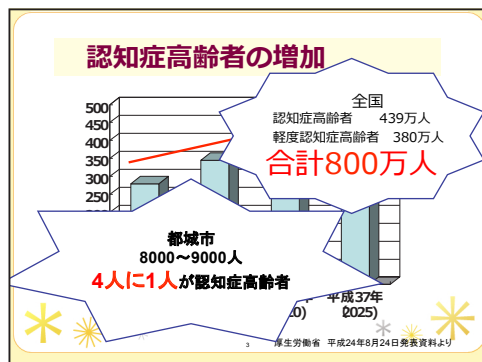 認知症高齢者の増加
全国
認知症高齢者　　439万人
軽度認知症高齢者　380万人
合計800万人
500
450
400
350
300
250
都城市
8000～9000人
4人に1人が認知症高齢者
平成37年
2025)
3
厚生労働省　平成24年8月24日発表資料より